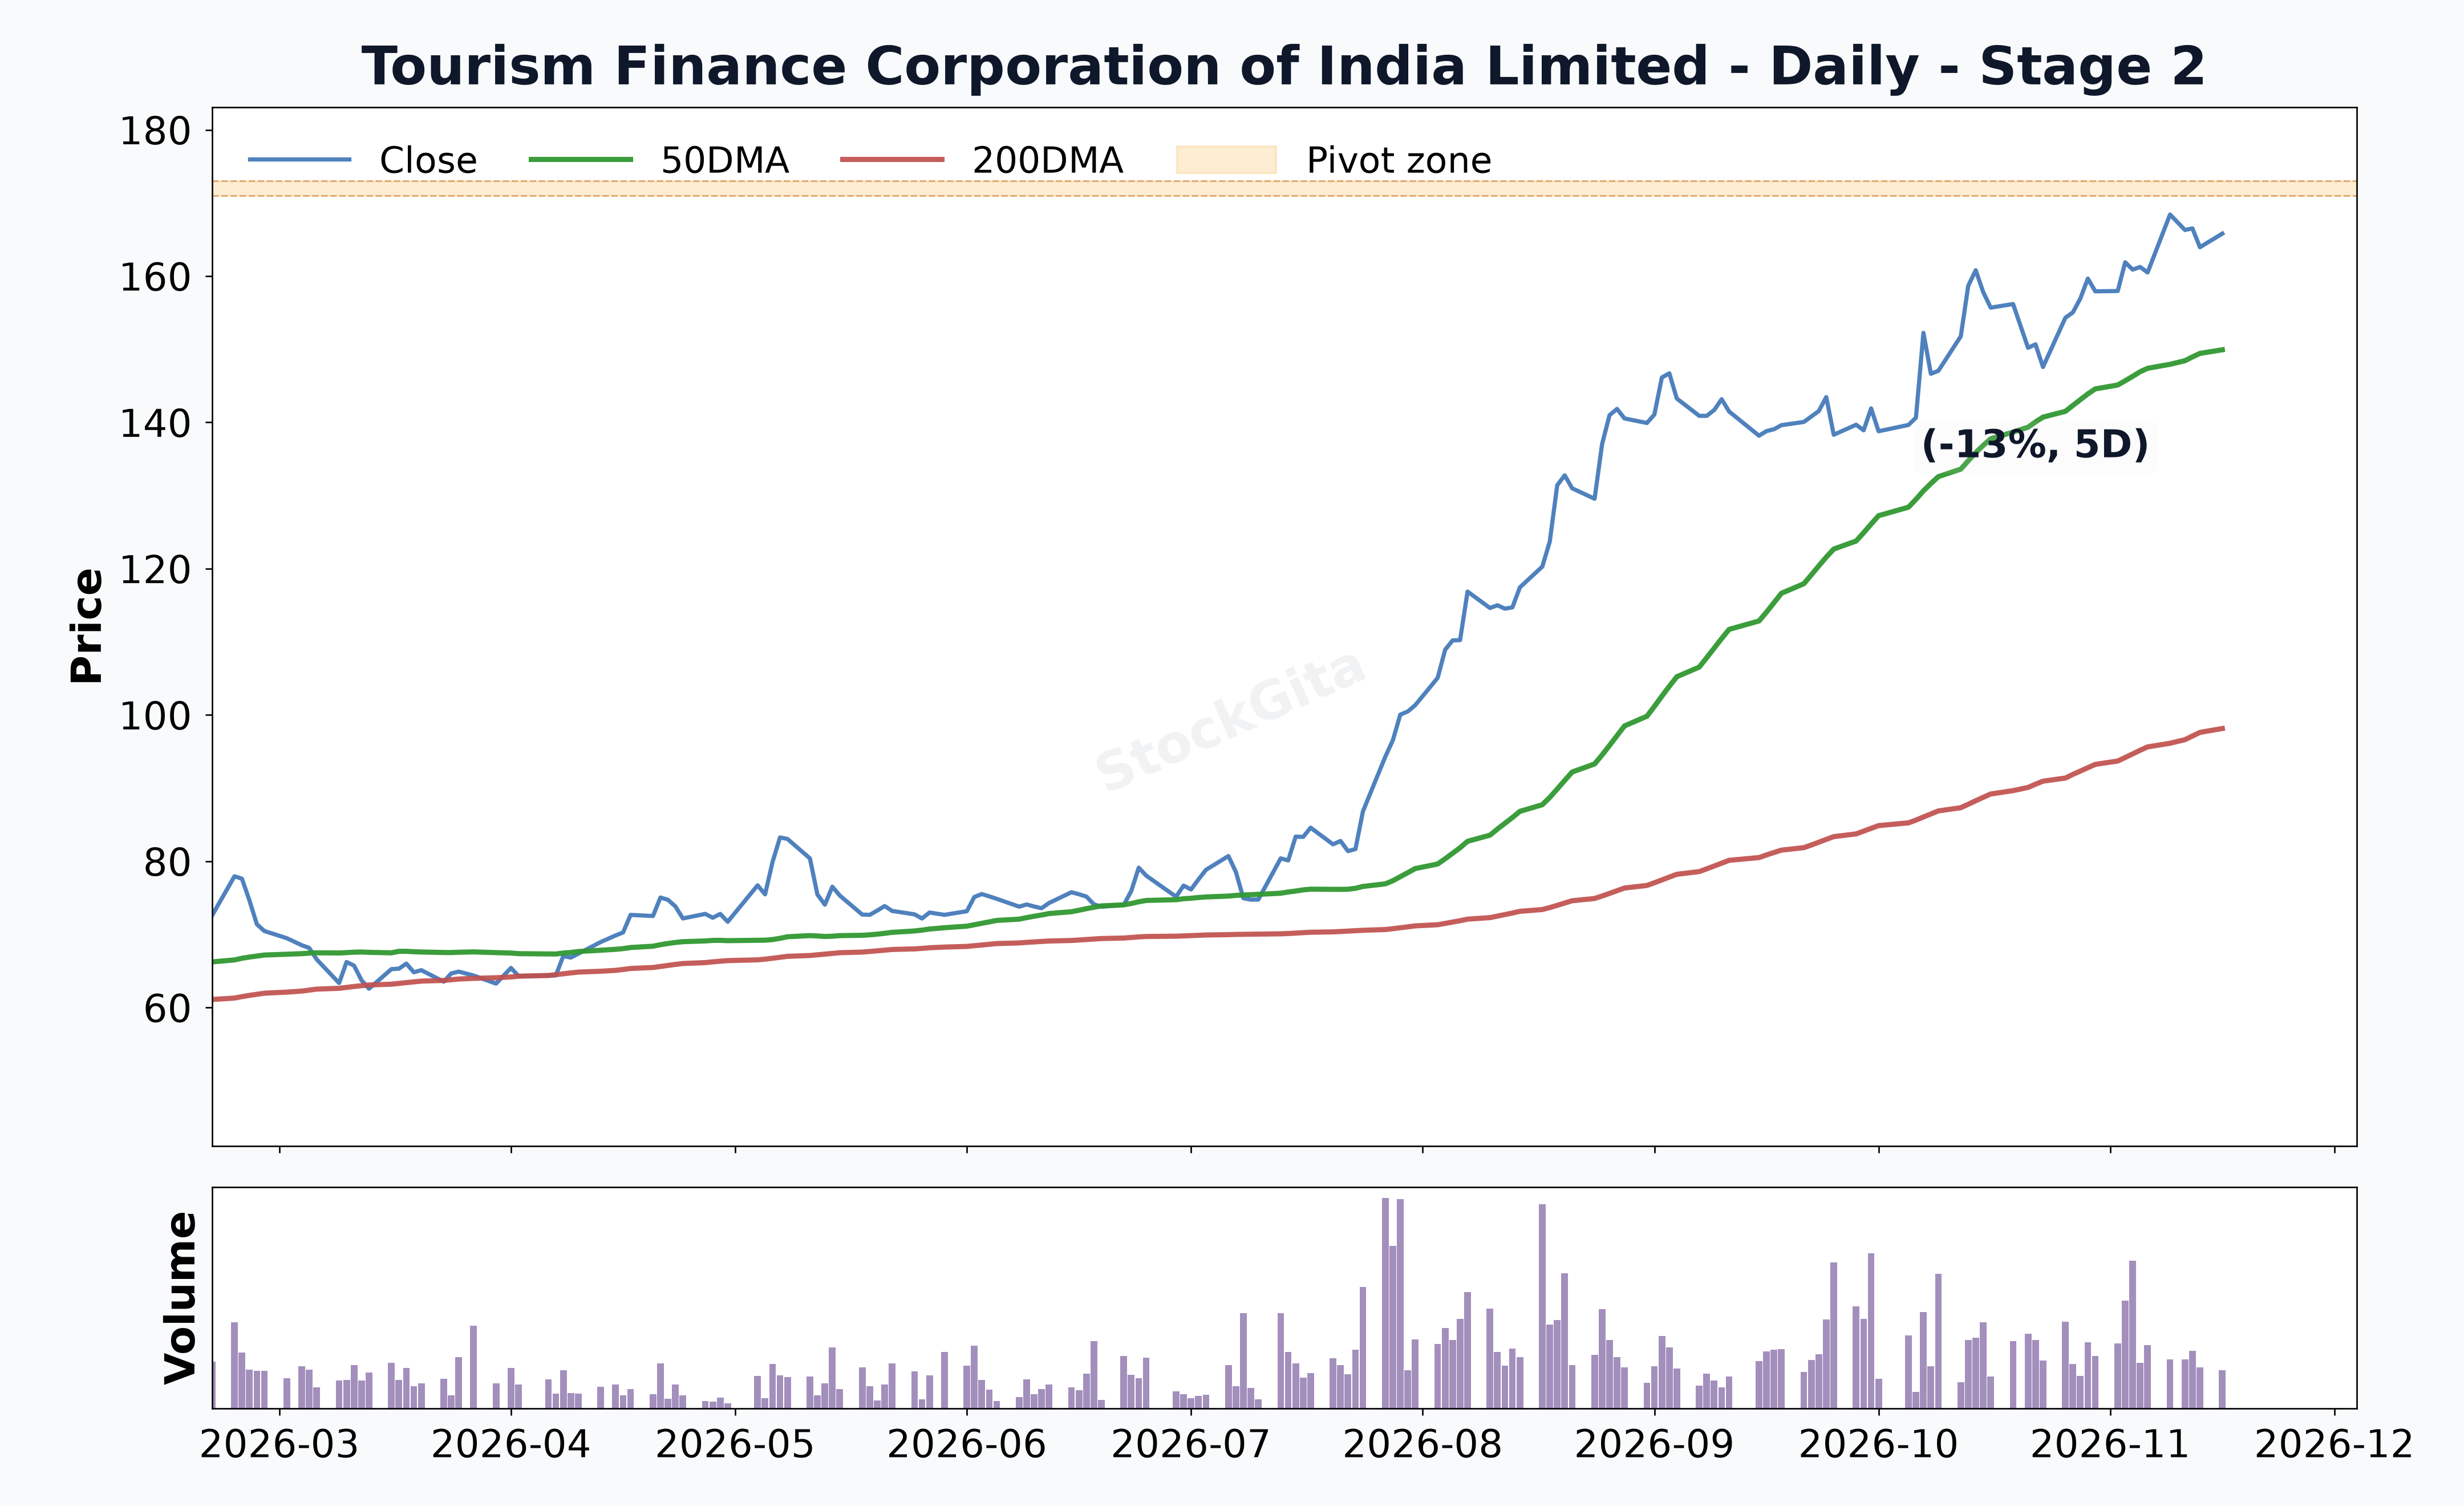 Tourism Finance Corporation of India Limited - Daily - Stage 2
Close 50DMA 200DMA Pivot zone
180
160
140
120
100
80
60
Price
(-13%, 5D)
StockGita
Volume
2026-03 2026-04 2026-05 2026-06 2026-07 2026-08 2026-09 2026-10 2026-11 2026-12